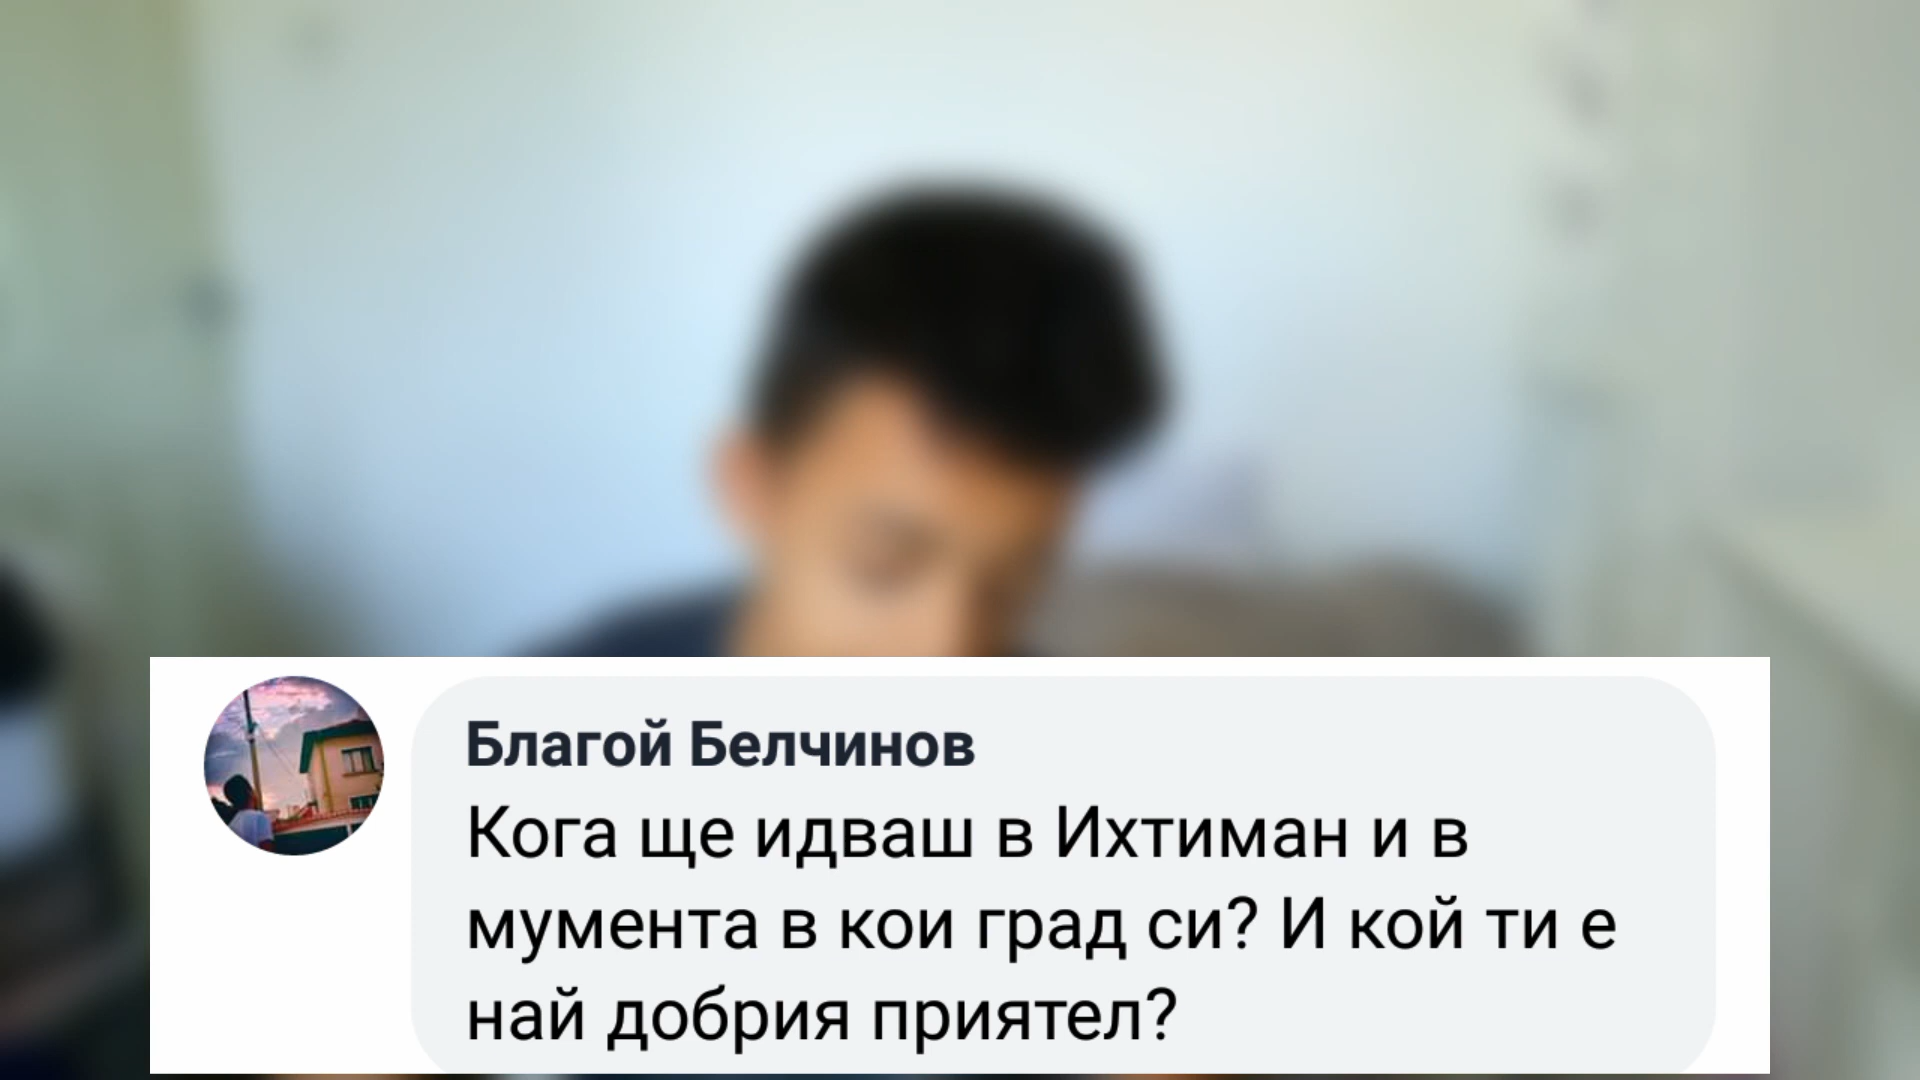 Благой Белчинов
Кога ще идваш в Ихтиман и в
мумента в кои град си? И кой ти е
най добрия приятел?